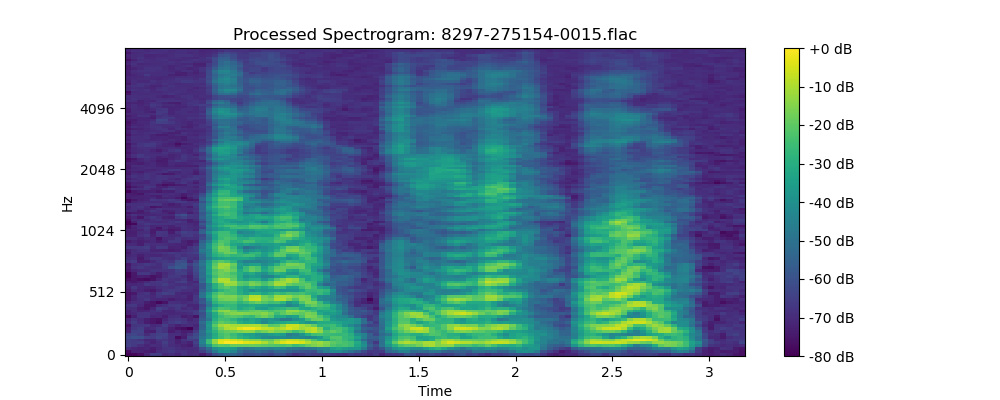 Processed Spectrogram: 8297-275154-0015.flac
Hz
4096
2048
1024
512
0
0
0.5
1
1.5
2
2.5
3
Time
+0 dB
-10 dB
-20 dB
-30 dB
-40 dB
-50 dB
-60 dB
-70 dB
-80 dB